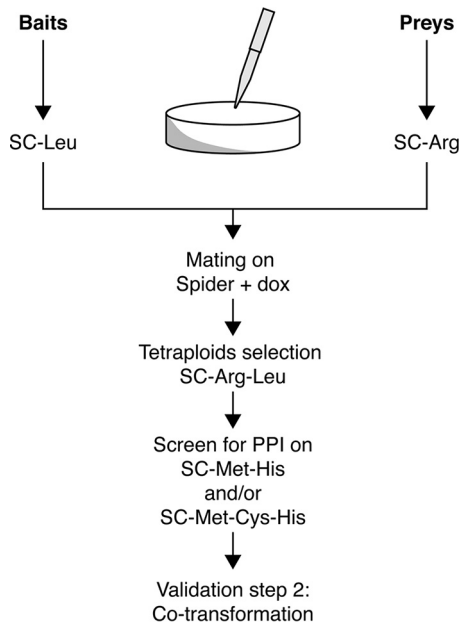 Baits
Preys
SC-Leu
SC-Arg
Mating on
Spider + dox
Tetraploids selection
SC-Arg-Leu
Screen for PPI on
SC-Met-His
and/or
SC-Met-Cys-His
Validation step 2:
Co-transformation